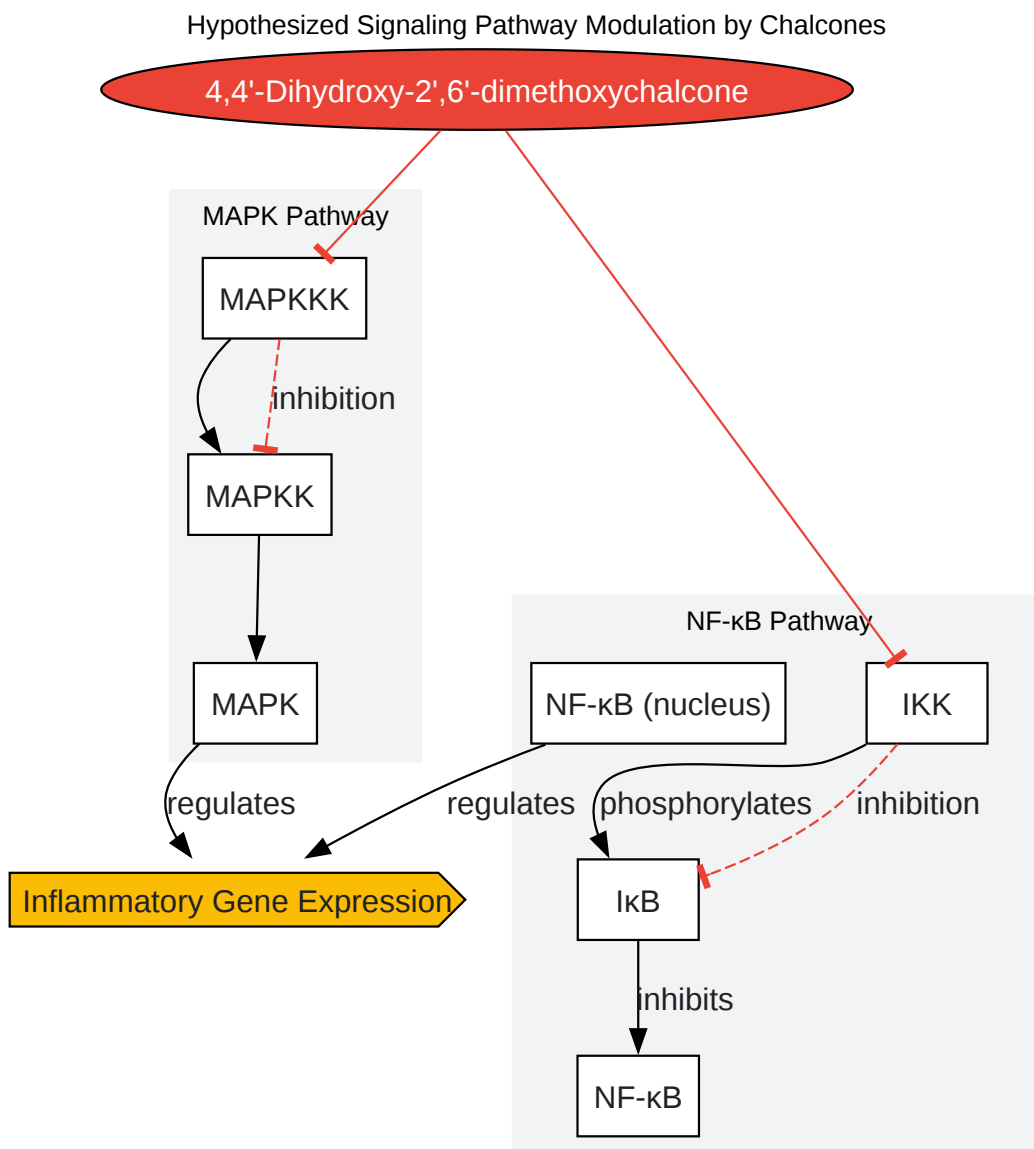 Hypothesized Signaling Pathway Modulation by Chalcones
4,4'-Dihydroxy-2',6'-dimethoxychalcone
MAPK Pathway
MAPKKK
inhibition
MAPKK
NF-κB Pathway
MAPK
NF-κB (nucleus)
IKK
regulates
regulates
phosphorylates
inhibition
Inflammatory Gene Expression
IκB
inhibits
NF-κB